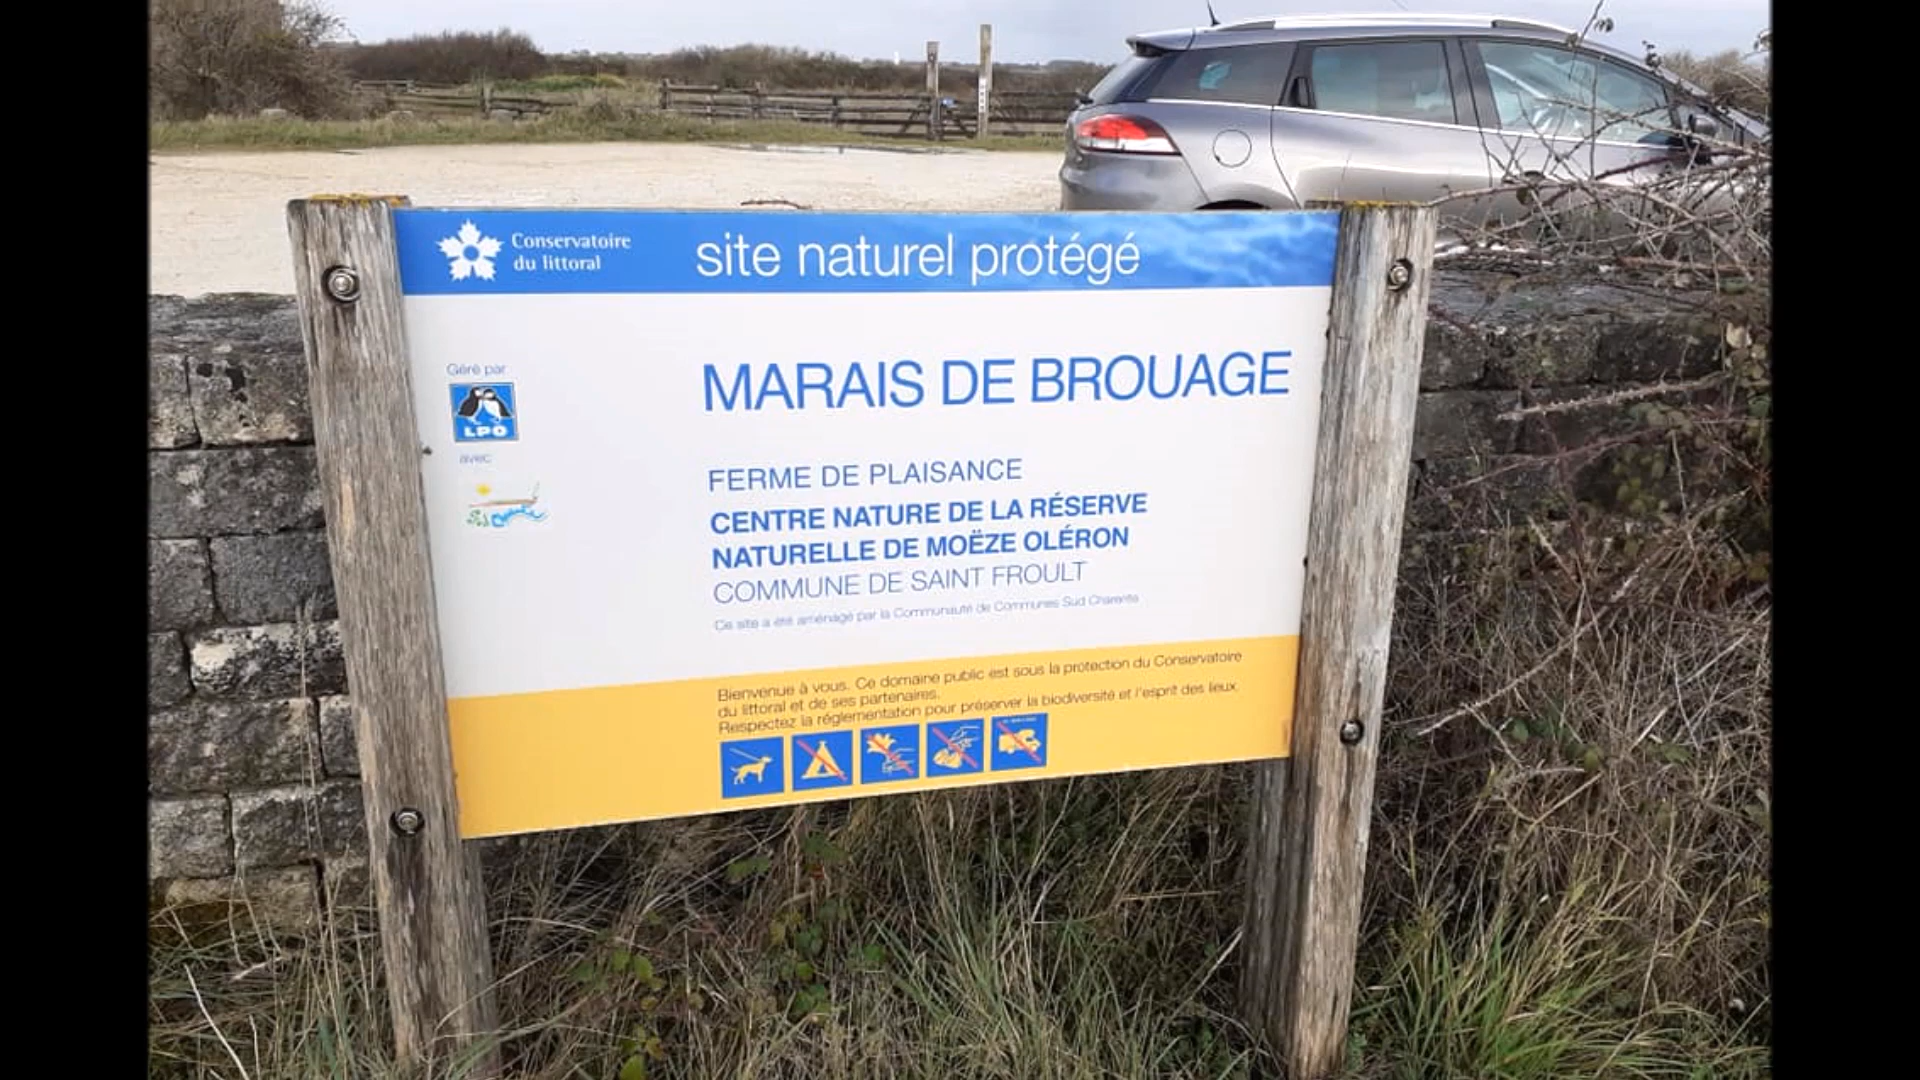 Conservatoire
du littoral
site naturel protégé
Géré par
LPO
avec
MARAIS DE BROUAGE
FERME DE PLAISANCE
CENTRE NATURE DE LA RÉSERVE
NATURELLE DE MOËZE OLÉRON
COMMUNE DE SAINT FROULT
Ce site a été aménagé par la Communauté de Communes Sud Charente
Bienvenue à vous. Ce domaine public est sous la protection du Conservatoire
du littoral et de ses partenaires.
Respectez la réglementation pour préserver la biodiversité et l'esprit des lieux.